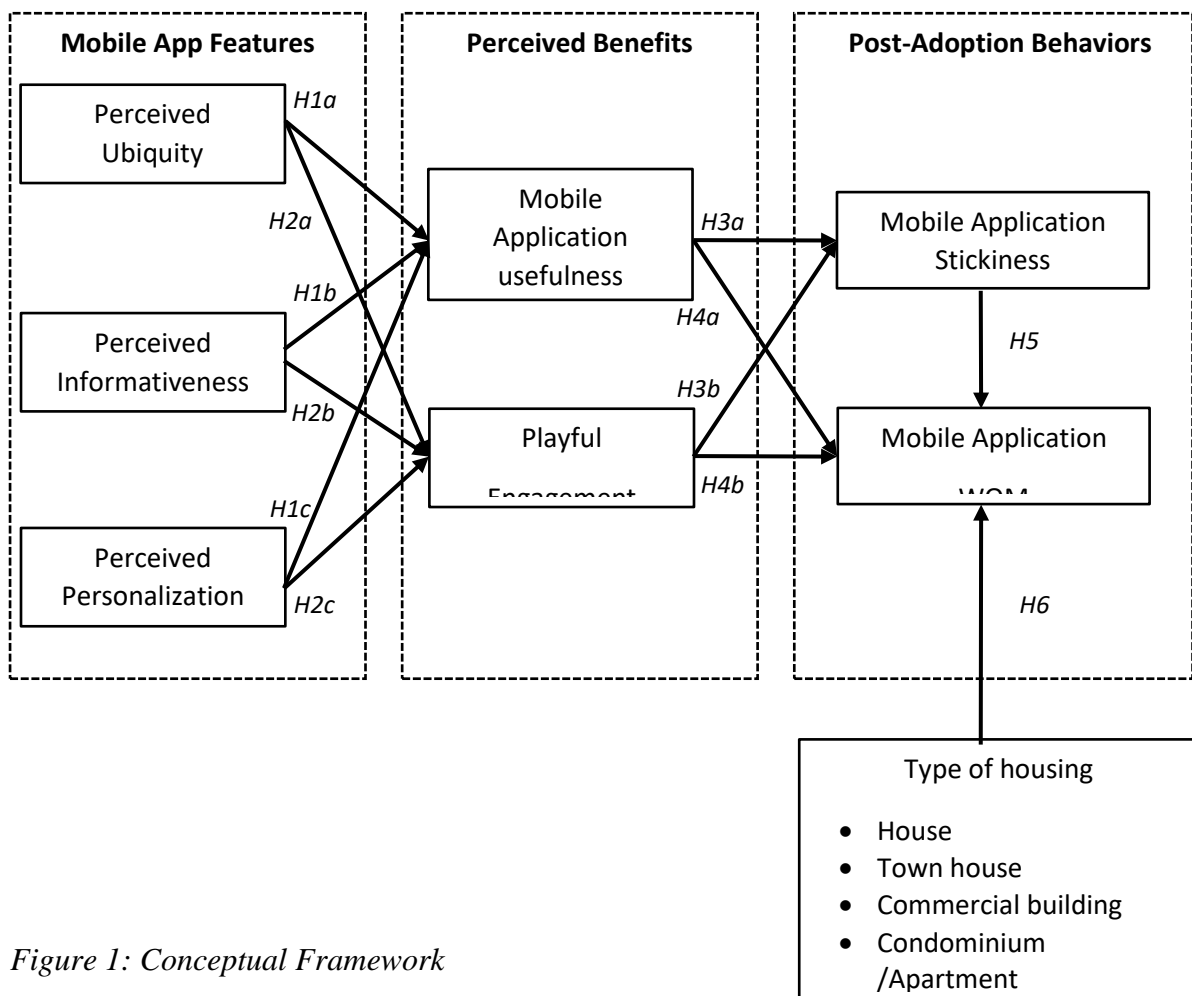 Mobile App Features
Perceived Benefits
Post-Adoption Behaviors
Perceived
Ubiquity
H1a
H2a
Perceived
Informativeness
H1b
H2b
Perceived
Personalization
H1c
H2c
Mobile
Application
usefulness
H3a
H4a
Playful
Engagement
H3b
H4b
Mobile Application
Stickiness
H5
Mobile Application
WOM
H6
Type of housing
• House
• Town house
• Commercial building
• Condominium
/Apartment
Figure 1: Conceptual Framework